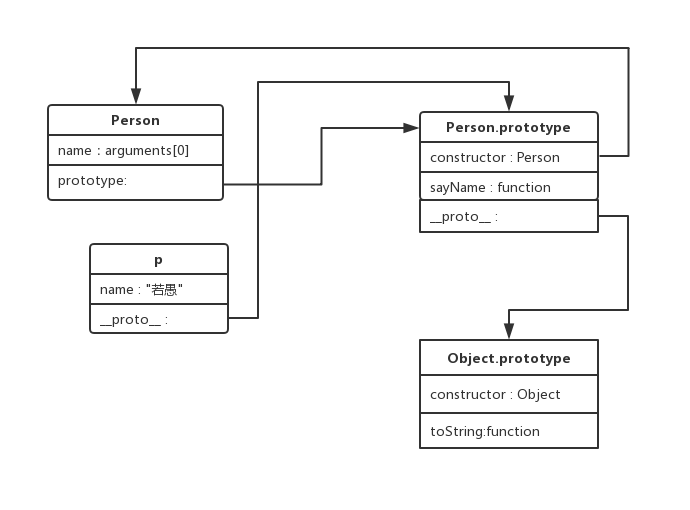 Person
name : arguments[0]
prototype:
p
name : "若愚"
__proto__ :
Person.prototype
constructor : Person
sayName : function
__proto__ :
Object.prototype
constructor : Object
toString:function